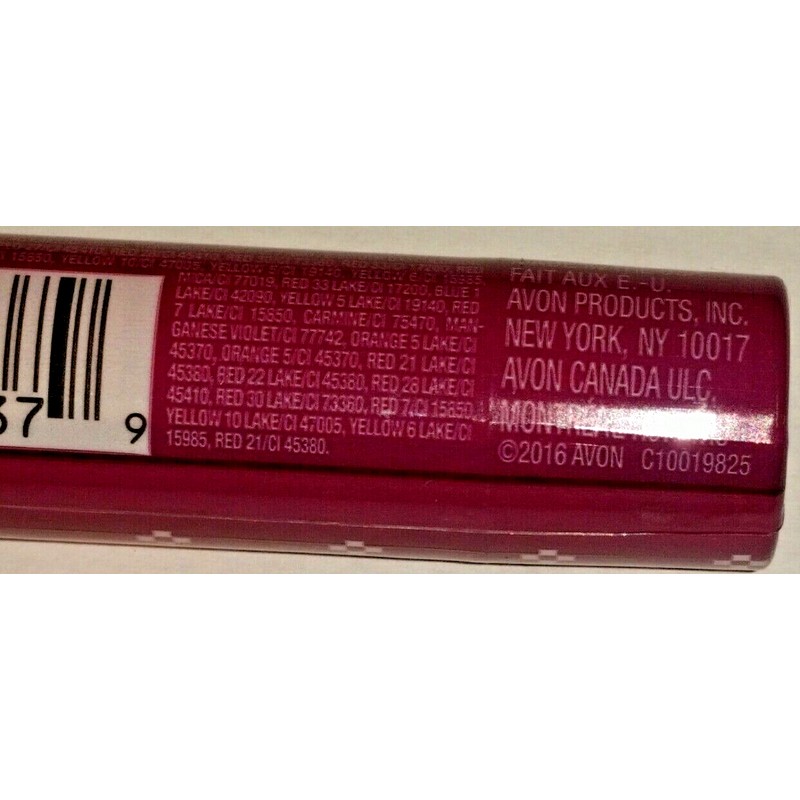 MICA/CI 77019, RED 33 LAKE/CI 17200, BLUE 1
LAKE/CI 42090, YELLOW 5 LAKE/CI 19140, RED
7 LAKE/CI 15850, CARMINE/CI 75470, MAN-
GANESE VIOLET/CI 77742, ORANGE 5 LAKE/CI
45370, ORANGE 5/CI 45370, RED 21 LAKE/CI
45380, RED 22 LAKE/CI 45380, RED 28 LAKE/CI
45410, RED 30 LAKE/CI 73360, RED 7/CI 15850,
YELLOW 10 LAKE/CI 47005, YELLOW 6 LAKE/CI
15985, RED 21/CI 45380.
37 9
FAIT AUX É.-U.
AVON PRODUCTS, INC.
NEW YORK, NY 10017
AVON CANADA ULC,
MONTRÉAL
©2016 AVON C10019825